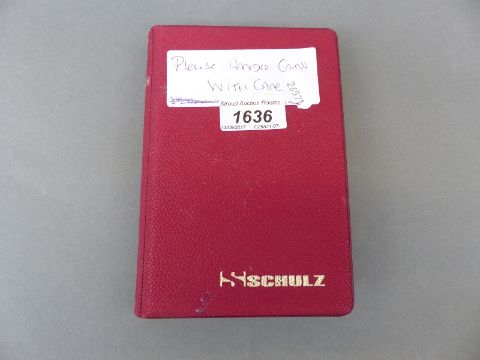 Please Handle Coins
With Care
Stroud Auction Rooms
1636
SCHULZ